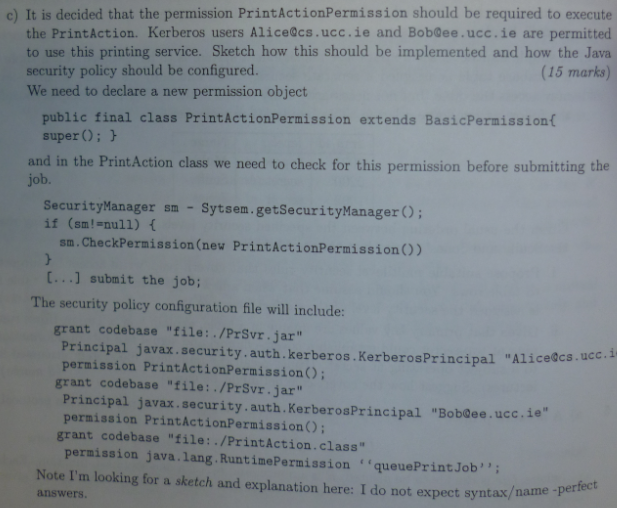 c) It is decided that the permission PrintActionPermission should be required to execute
the PrintAction. Kerberos users Alice@cs.ucc.ie and Bob@ee.ucc.ie are permitted
to use this printing service. Sketch how this should be implemented and how the Java
security policy should be configured. (15 marks)
We need to declare a new permission object
public final class PrintActionPermission extends BasicPermission{
super(); }
and in the PrintAction class we need to check for this permission before submitting the
job.
SecurityManager sm - Sytsem.getSecurityManager();
if (sm!=null) {
sm.CheckPermission(new PrintActionPermission())
}
[...] submit the job;
The security policy configuration file will include:
grant codebase "file:./PrSvr.jar"
Principal javax.security.auth.kerberos.KerberosPrincipal "Alice@cs.ucc.i
permission PrintActionPermission();
grant codebase "file:./PrSvr.jar"
Principal javax.security.auth.KerberosPrincipal "Bob@ee.ucc.ie"
permission PrintActionPermission();
grant codebase "file:./PrintAction.class"
permission java.lang.RuntimePermission ‘‘queuePrintJob’’;
Note I'm looking for a sketch and explanation here: I do not expect syntax/name -perfect
answers.